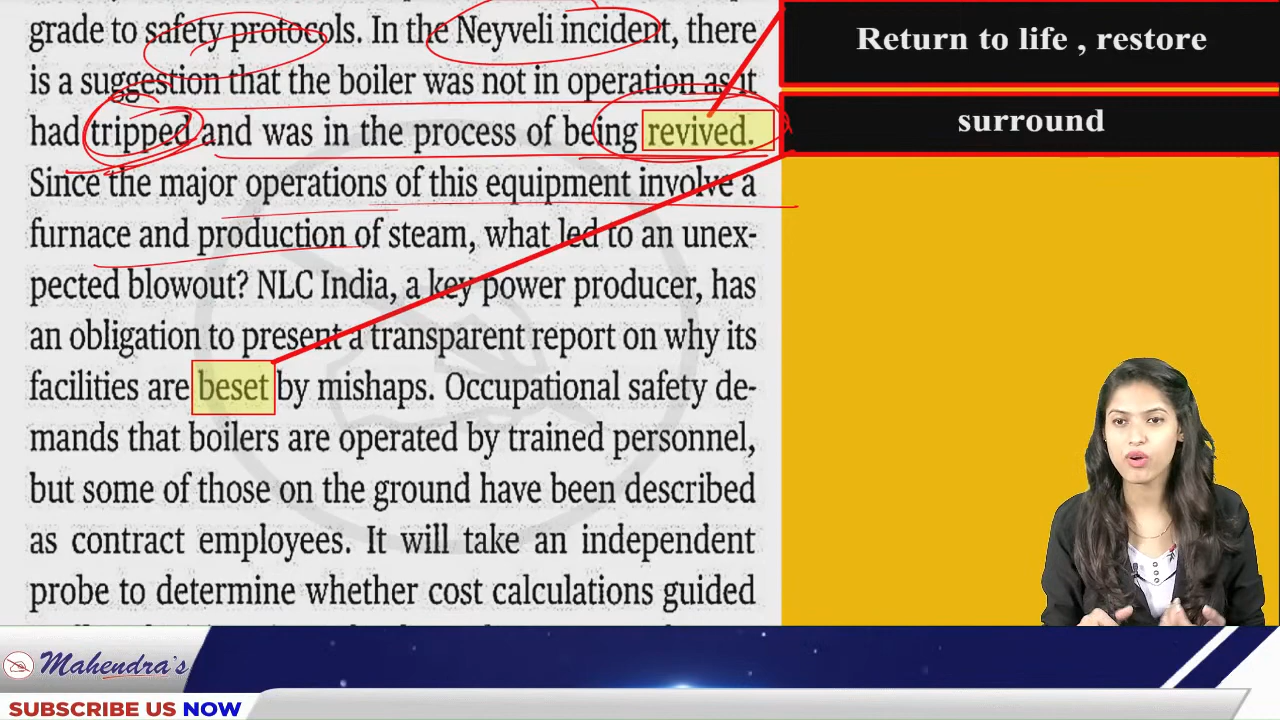 grade to safety protocols. In the Neyveli incident, there
is a suggestion that the boiler was not in operation as it
had tripped and was in the process of being revived.
Since the major operations of this equipment involve a
furnace and production of steam, what led to an unex-
pected blowout? NLC India, a key power producer, has
an obligation to present a transparent report on why its
facilities are beset by mishaps. Occupational safety de-
mands that boilers are operated by trained personnel,
but some of those on the ground have been described
as contract employees. It will take an independent
probe to determine whether cost calculations guided
Return to life , restore
surround
Mahendra's
SUBSCRIBE US NOW